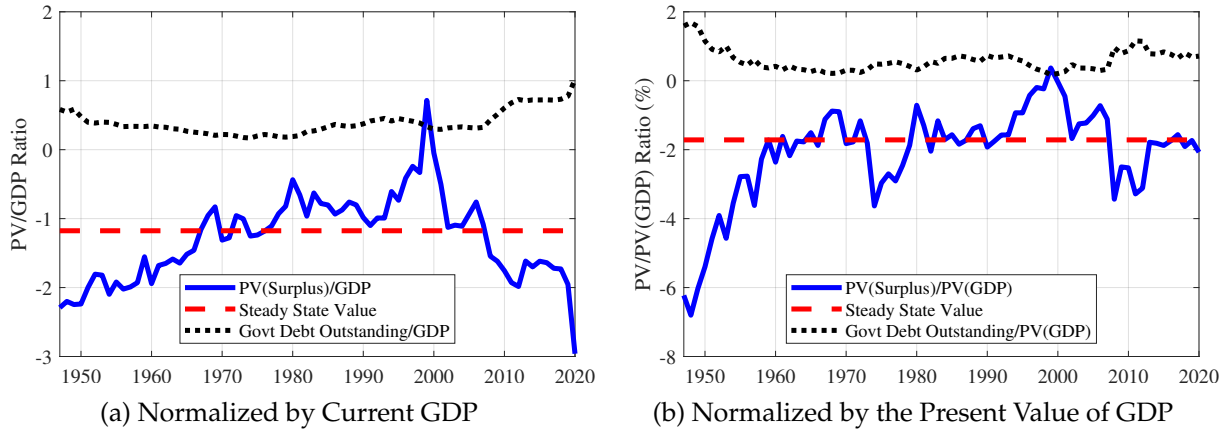 PV/GDP Ratio
2
1
0
-1
-2
-3
1950 1960 1970 1980 1990 2000 2010 2020
PV(Surplus)/GDP
Steady State Value
Govt Debt Outstanding/GDP
(a) Normalized by Current GDP
PV/PV(GDP) Ratio (%)
2
0
-2
-4
-6
-8
1950 1960 1970 1980 1990 2000 2010 2020
PV(Surplus)/PV(GDP)
Steady State Value
Govt Debt Outstanding/PV(GDP)
(b) Normalized by the Present Value of GDP